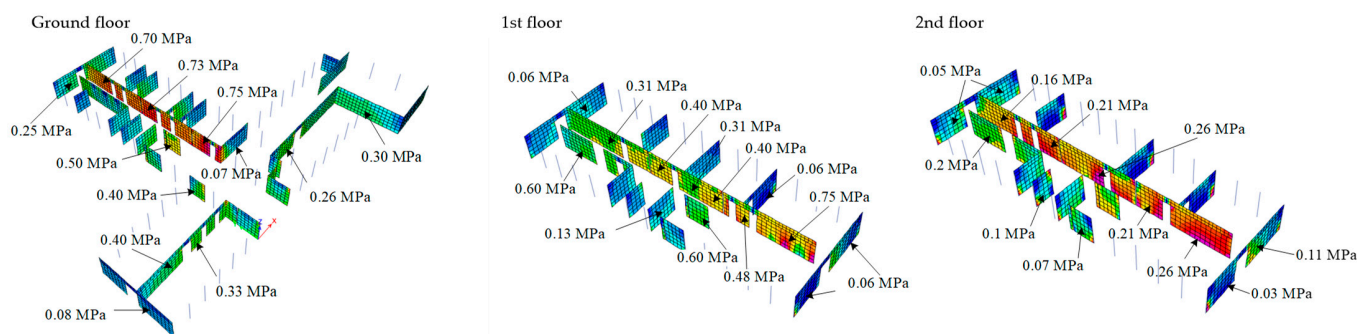 Ground floor
0.70 MPa
0.73 MPa
0.75 MPa
0.25 MPa
0.50 MPa
0.07 MPa
0.30 MPa
0.40 MPa
0.26 MPa
0.40 MPa
0.33 MPa
0.08 MPa
Z
X
1st floor
0.06 MPa
0.31 MPa
0.40 MPa
0.31 MPa
0.40 MPa
0.06 MPa
0.60 MPa
0.75 MPa
0.13 MPa
0.60 MPa
0.48 MPa
0.06 MPa
2nd floor
0.05 MPa
0.16 MPa
0.21 MPa
0.26 MPa
0.2 MPa
0.1 MPa
0.07 MPa
0.21 MPa
0.26 MPa
0.11 MPa
0.03 MPa